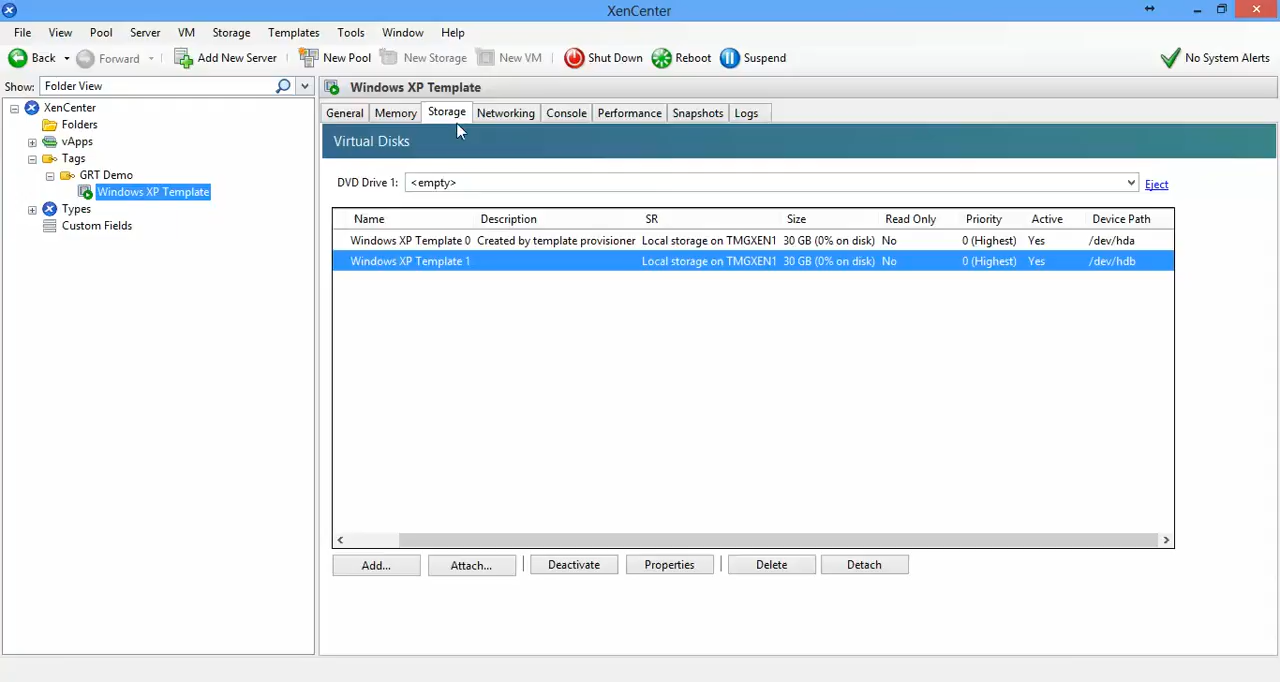 XenCenter
File View Pool Server VM Storage Templates Tools Window Help
Back Forward Add New Server New Pool New Storage New VM Shut Down Reboot Suspend No System Alerts
Show: Folder View
XenCenter
Folders
vApps
Tags
GRT Demo
Windows XP Template
Types
Custom Fields
Windows XP Template
General Memory Storage Networking Console Performance Snapshots Logs
Virtual Disks
DVD Drive 1: <empty> Eject
Name Description SR Size Read Only Priority Active Device Path
Windows XP Template 0 Created by template provisioner Local storage on TMGXEN1 30 GB (0% on disk) No 0 (Highest) Yes /dev/hda
Windows XP Template 1 Local storage on TMGXEN1 30 GB (0% on disk) No 0 (Highest) Yes /dev/hdb
Add... Attach... Deactivate Properties Delete Detach